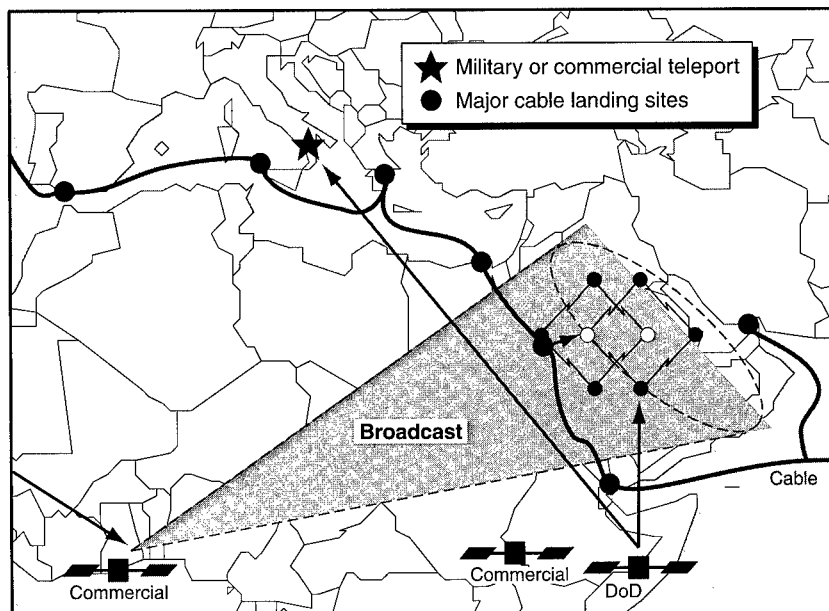 Military or commercial teleport
Major cable landing sites
Broadcast
Cable
Commercial
Commercial
DoD